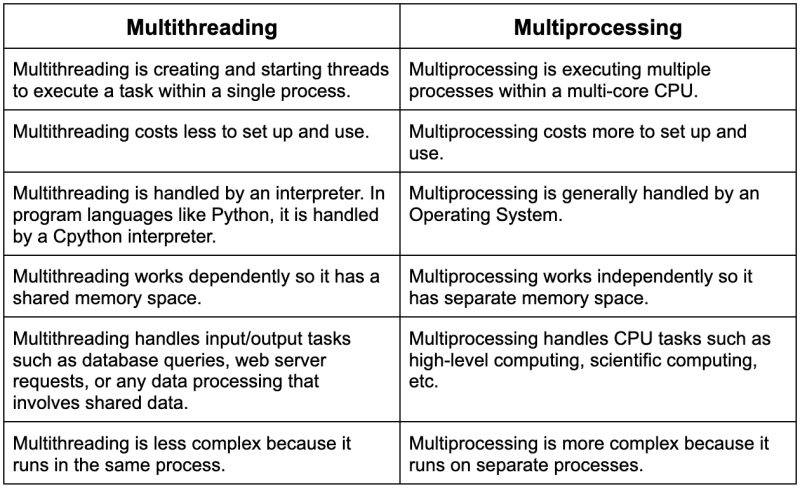 Multithreading
Multiprocessing
Multithreading is creating and starting threads
to execute a task within a single process.
Multiprocessing is executing multiple
processes within a multi-core CPU.
Multithreading costs less to set up and use.
Multiprocessing costs more to set up and
use.
Multithreading is handled by an interpreter. In
program languages like Python, it is handled
by a Cpython interpreter.
Multiprocessing is generally handled by an
Operating System.
Multithreading works dependently so it has a
shared memory space.
Multiprocessing works independently so it
has separate memory space.
Multithreading handles input/output tasks
such as database queries, web server
requests, or any data processing that
involves shared data.
Multiprocessing handles CPU tasks such as
high-level computing, scientific computing,
etc.
Multithreading is less complex because it
runs in the same process.
Multiprocessing is more complex because it
runs on separate processes.